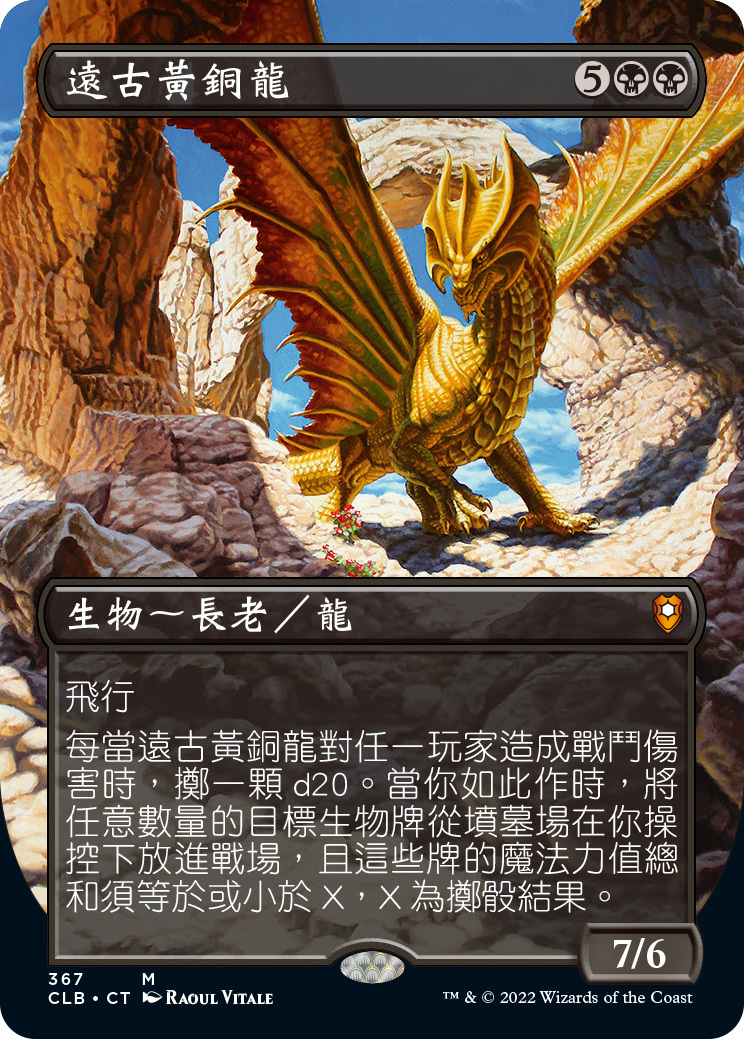 遠古黃銅龍
5
生物～長老／龍
飛行
每當遠古黃銅龍對任一玩家造成戰鬥傷
害時，擲一顆 d20。當你如此作時，將
任意數量的目標生物牌從墳墓場在你操
控下放進戰場，且這些牌的魔法力值總
和須等於或小於 X，X 為擲骰結果。
7/6
367 M
CLB • CT RAOUL VITALE
™ & © 2022 Wizards of the Coast